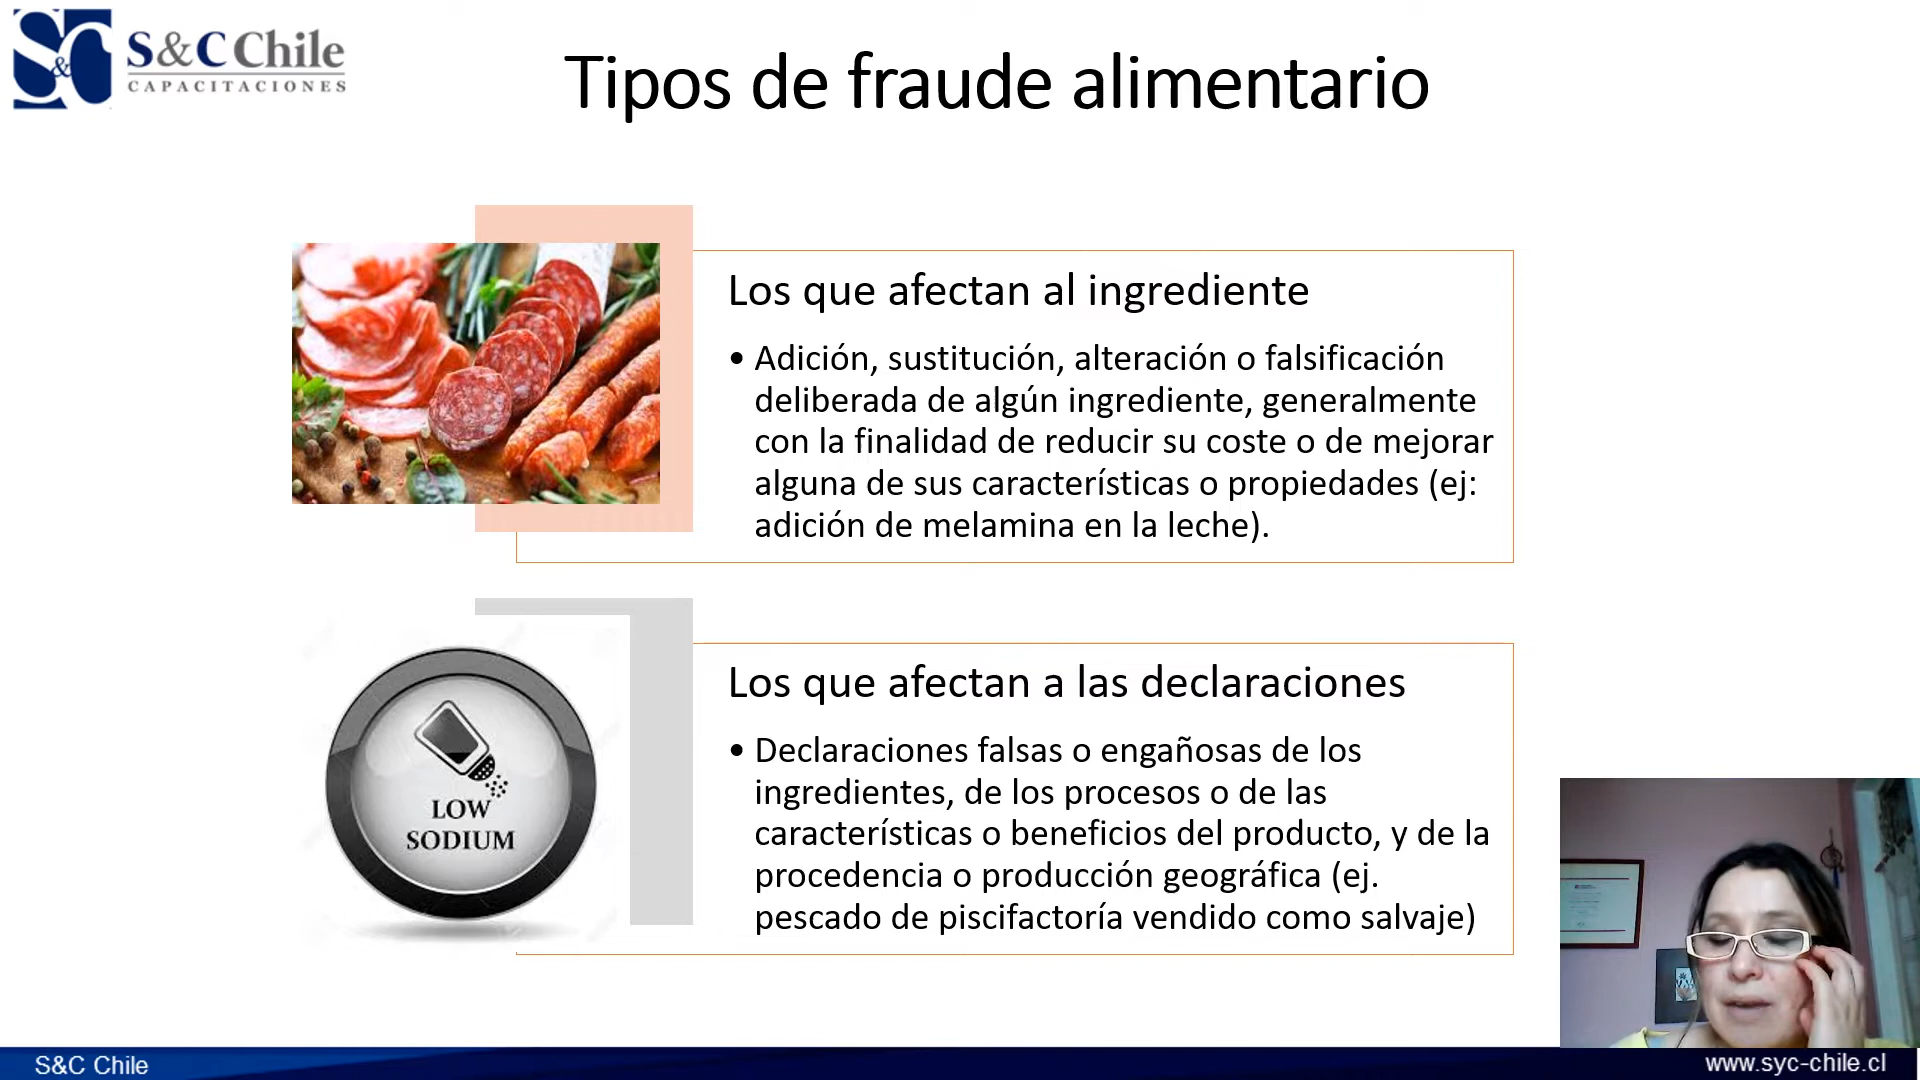 S&C
S&C Chile
CAPACITACIONES
Tipos de fraude alimentario
Los que afectan al ingrediente
• Adición, sustitución, alteración o falsificación
deliberada de algún ingrediente, generalmente
con la finalidad de reducir su coste o de mejorar
alguna de sus características o propiedades (ej:
adición de melamina en la leche).
LOW
SODIUM
Los que afectan a las declaraciones
• Declaraciones falsas o engañosas de los
ingredientes, de los procesos o de las
características o beneficios del producto, y de la
procedencia o producción geográfica (ej.
pescado de piscifactoría vendido como salvaje)
S&C Chile
www.syc-chile.cl